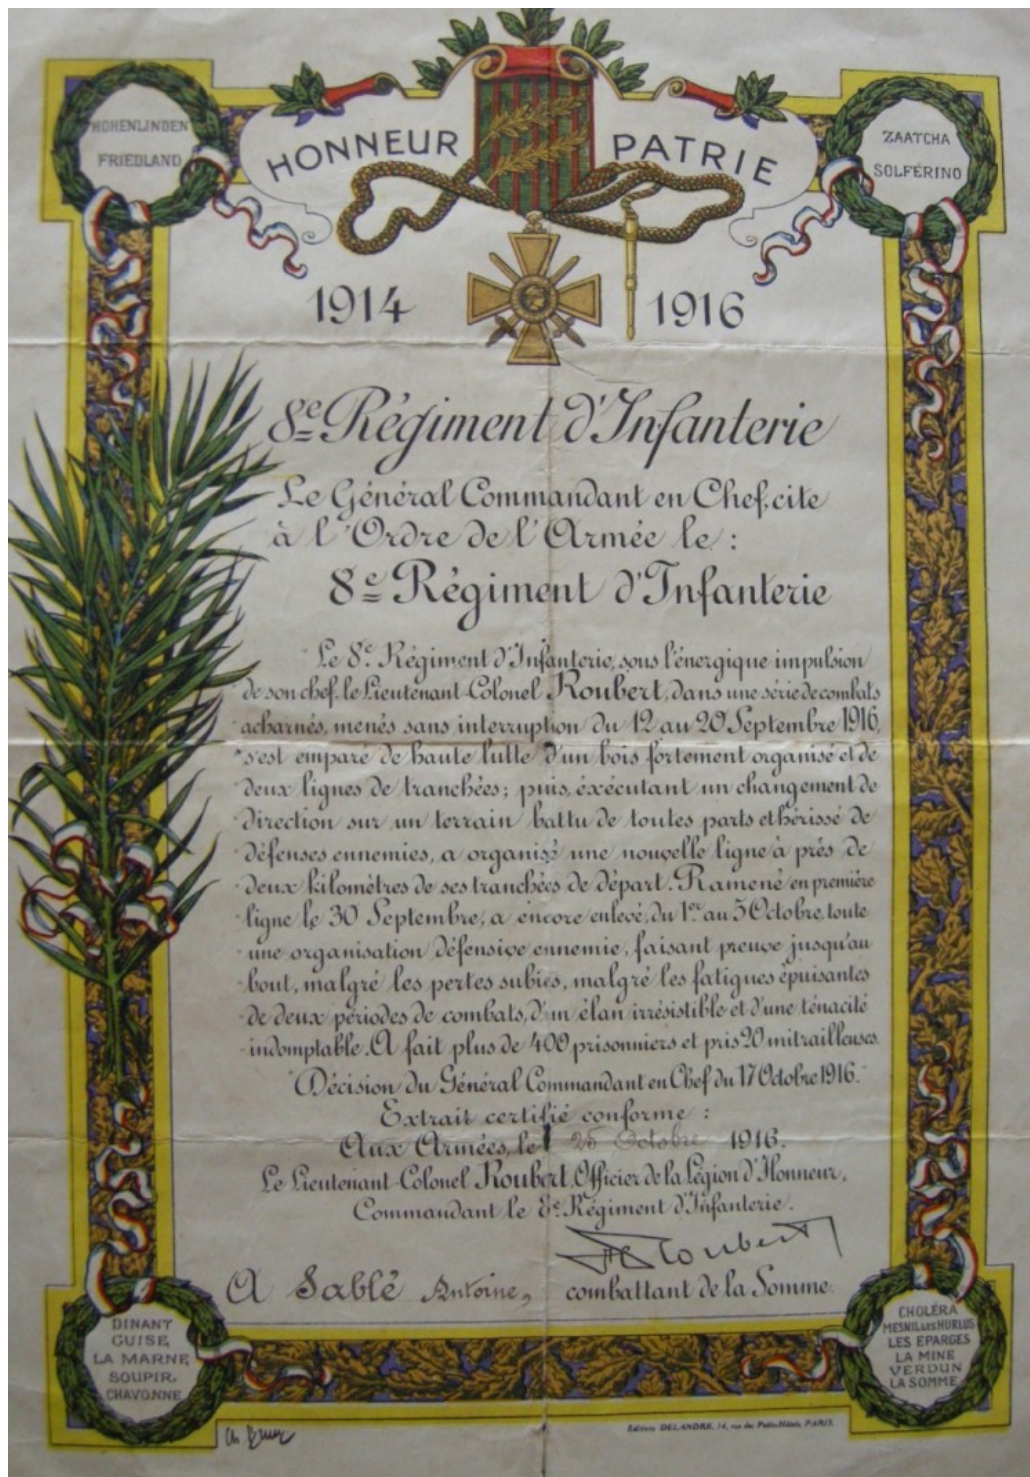 HOHENLINDEN
FRIEDLAND
HONNEUR PATRIE
ZAATCHA
SOLFÉRINO
1914 1916
8e Régiment d'Infanterie
Le Général Commandant en Chef, cite
à l'Ordre de l'Armée le :
8e Régiment d'Infanterie
Le 8e Régiment d'Infanterie, sous l'énergique impulsion
de son chef, le Lieutenant-Colonel Roubert, dans une série de combats
acharnés, menés sans interruption du 12 au 20 Septembre 1916,
s'est emparé de haute lutte d'un bois fortement organisé et de
deux lignes de tranchées; puis, éxécutant un changement de
direction sur un terrain battu de toutes parts et hérissé de
défenses ennemies, a organisé une nouvelle ligne à près de
deux kilomètres de ses tranchées de départ. Ramené en première
ligne le 30 Septembre, a encore enlevé, du 1er au 5 Octobre, toute
une organisation défensive ennemie, faisant preuve jusqu'au
bout, malgré les pertes subies, malgré les fatigues épuisantes
de deux périodes de combats, d'un élan irrésistible et d'une ténacité
indomptable. A fait plus de 400 prisonniers et pris 20 mitrailleuses.
Décision du Général Commandant en Chef du 17 Octobre 1916.
Extrait certifié conforme :
Aux Armées, le 25 Octobre 1916.
Le Lieutenant-Colonel Roubert, Officier de la Légion d'Honneur,
Commandant le 8e Régiment d'Infanterie.
Roubert
A Sablé Antoine, combattant de la Somme.
DINANT
GUISE
LA MARNE
SOUPIR
CHAVONNE
CHOLÉRA
MESNIL LES HURLUS
LES EPARGES
LA MINE
VERDUN
LA SOMME
Editions DELANDRE, 14, rue des Petits-Hôtels, PARIS.